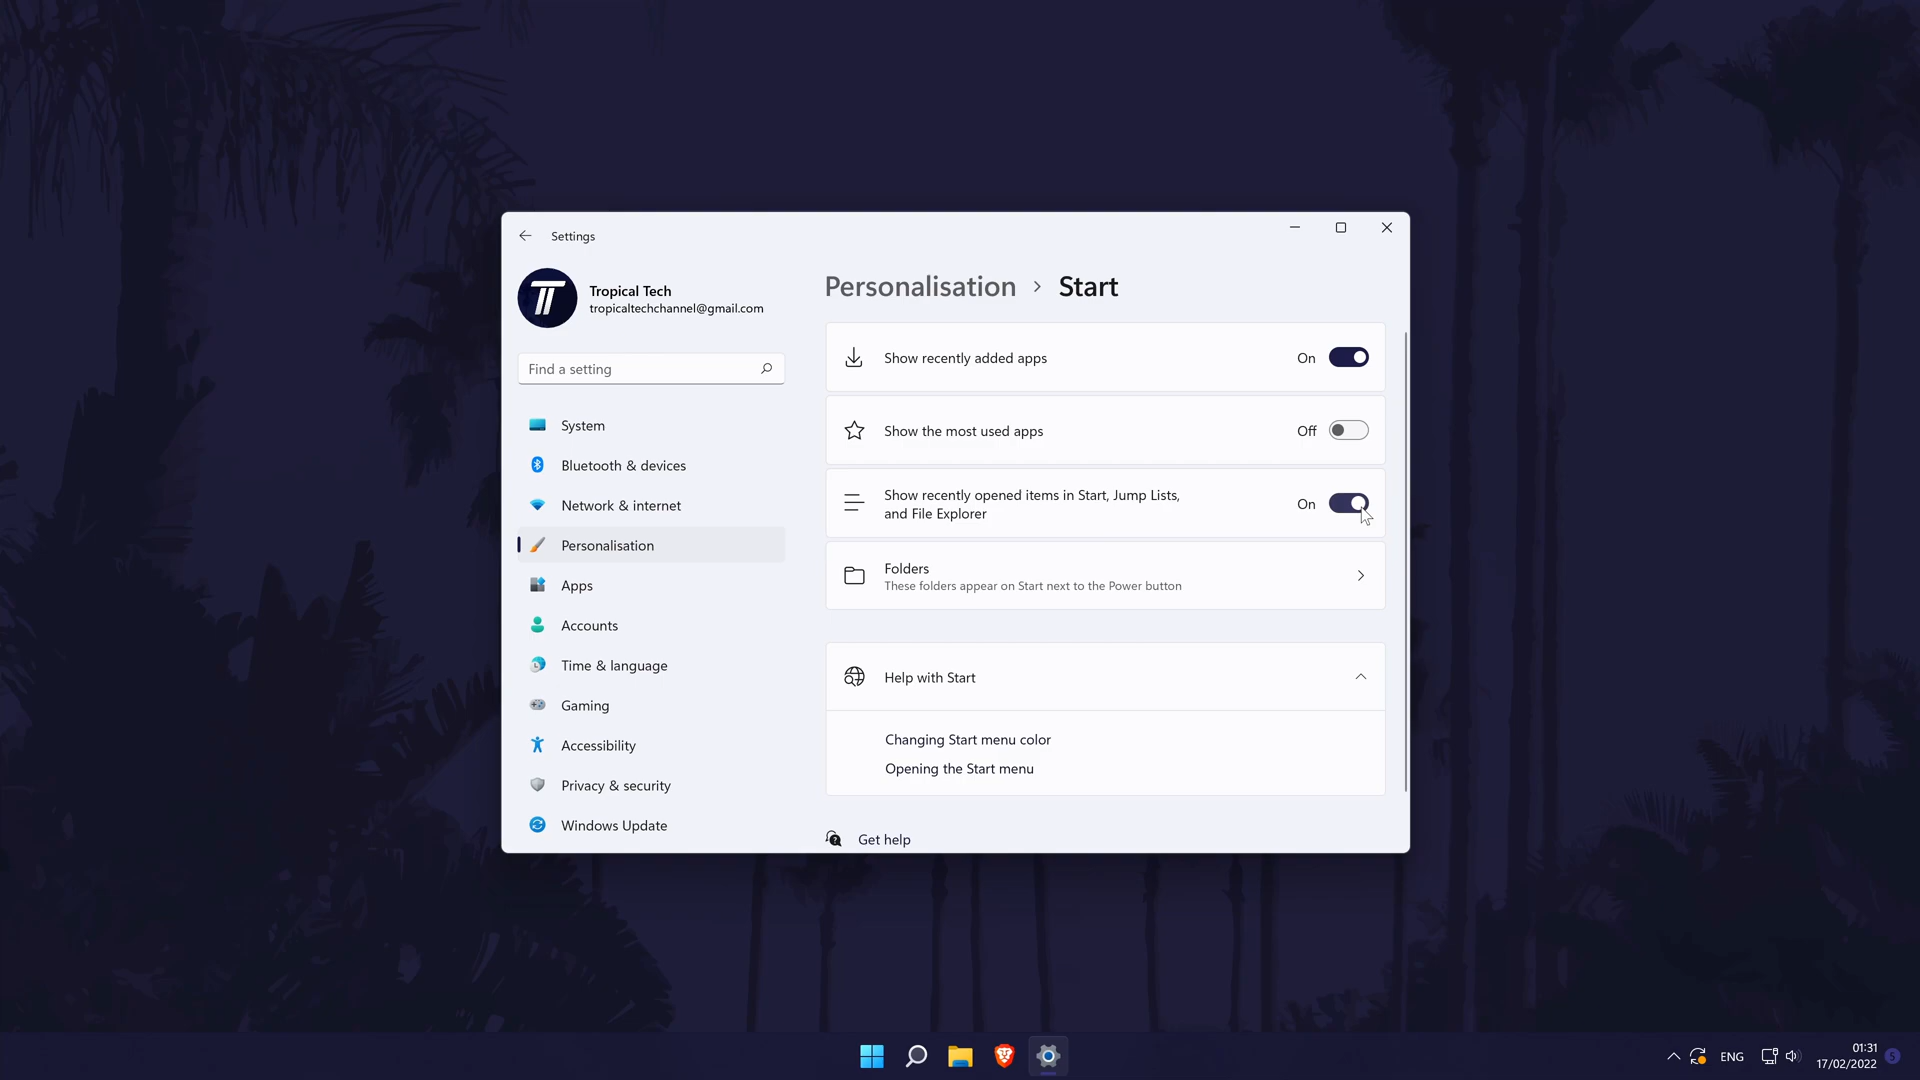 Settings
Tropical Tech
tropicaltechchannel@gmail.com
Find a setting
System
Bluetooth & devices
Network & internet
Personalisation
Apps
Accounts
Time & language
Gaming
Accessibility
Privacy & security
Windows Update
Personalisation > Start
Show recently added apps
On
Show the most used apps
Off
Show recently opened items in Start, Jump Lists,
and File Explorer
On
Folders
These folders appear on Start next to the Power button
Help with Start
Changing Start menu color
Opening the Start menu
Get help
ENG
01:31
17/02/2022
5